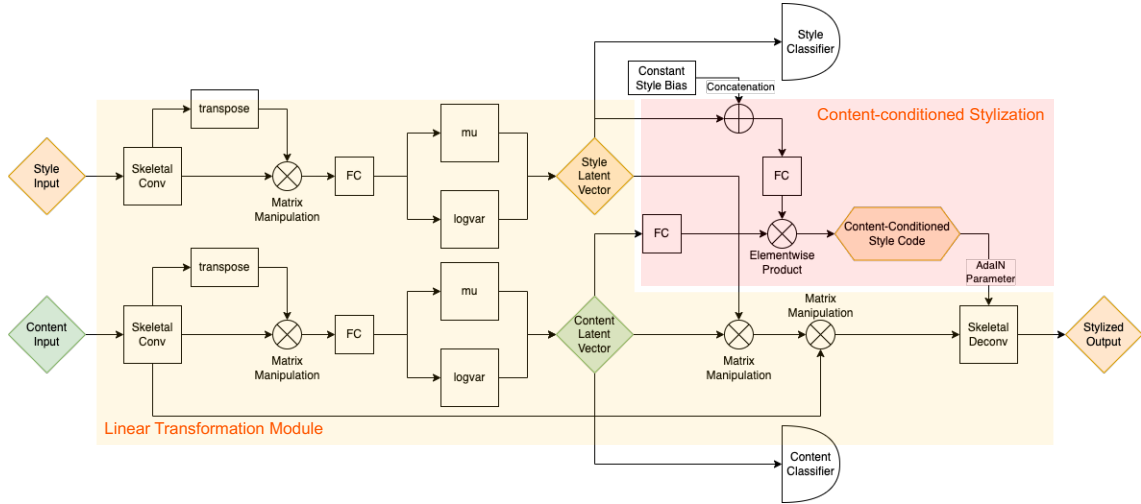 Style
Classifier
Constant
Style Bias
Concatenation
Content-conditioned Stylization
transpose
mu
Style
Input
Skeletal
Conv
FC
Matrix
Manipulation
logvar
Style
Latent
Vector
FC
FC
Elementwise
Product
Content-Conditioned
Style Code
AdaIN
Parameter
transpose
mu
Matrix
Manipulation
Content
Input
Skeletal
Conv
FC
Matrix
Manipulation
logvar
Content
Latent
Vector
Matrix
Manipulation
Skeletal
Deconv
Stylized
Output
Linear Transformation Module
Content
Classifier